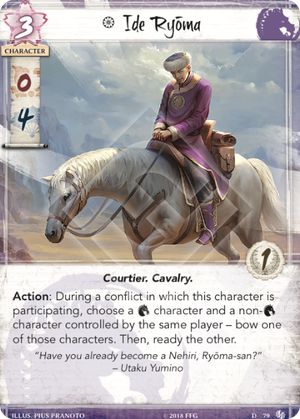 3
Ide Ryōma
CHARACTER
0
4
1
Courtier. Cavalry.
Action: During a conflict in which this character is
participating, choose a character and a non-
character controlled by the same player – bow one
of those characters. Then, ready the other.
"Have you already become a Nehiri, Ryōma-san?"
– Utaku Yumino
ILLUS. PIUS PRANOTO
© 2018 FFG
D 79